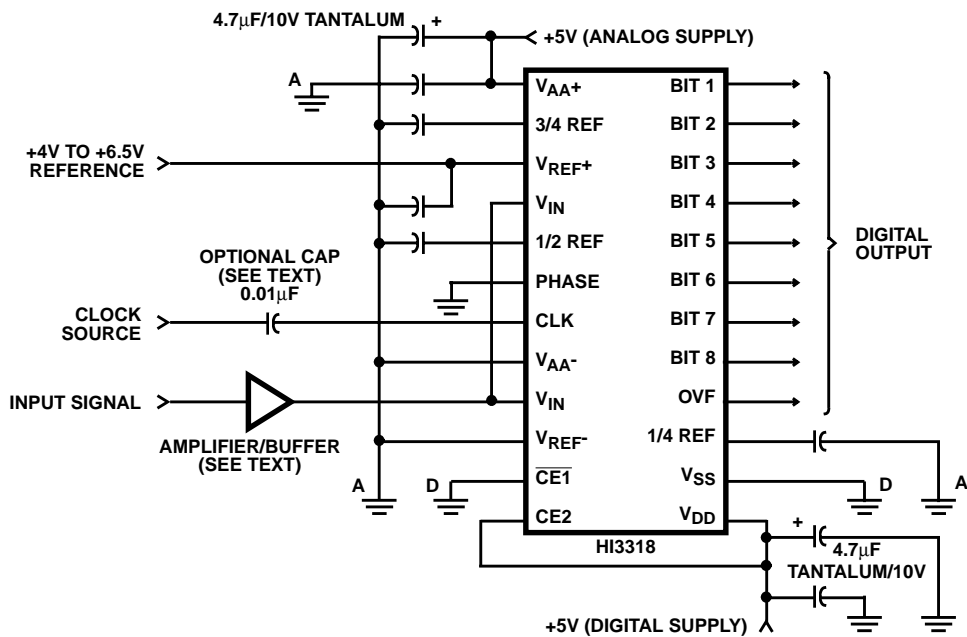 4.7μF/10V TANTALUM
+
+5V (ANALOG SUPPLY)
A
VAA+
BIT 1
3/4 REF
BIT 2
+4V TO +6.5V
REFERENCE
VREF+
BIT 3
VIN
BIT 4
1/2 REF
BIT 5
DIGITAL
OUTPUT
OPTIONAL CAP
(SEE TEXT)
0.01μF
PHASE
BIT 6
CLOCK
SOURCE
CLK
BIT 7
VAA-
BIT 8
INPUT SIGNAL
VIN
OVF
AMPLIFIER/BUFFER
(SEE TEXT)
VREF-
1/4 REF
A
D
CE1
VSS
D
A
CE2
VDD
HI3318
+
4.7μF
TANTALUM/10V
+5V (DIGITAL SUPPLY)